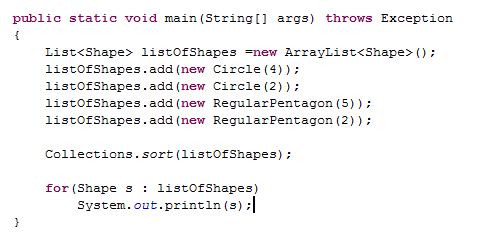 public static void main(String[] args) throws Exception
{
    List<Shape> listOfShapes =new ArrayList<Shape>();
    listOfShapes.add(new Circle(4));
    listOfShapes.add(new Circle(2));
    listOfShapes.add(new RegularPentagon(5));
    listOfShapes.add(new RegularPentagon(2));

    Collections.sort(listOfShapes);

    for(Shape s : listOfShapes)
        System.out.println(s);
}